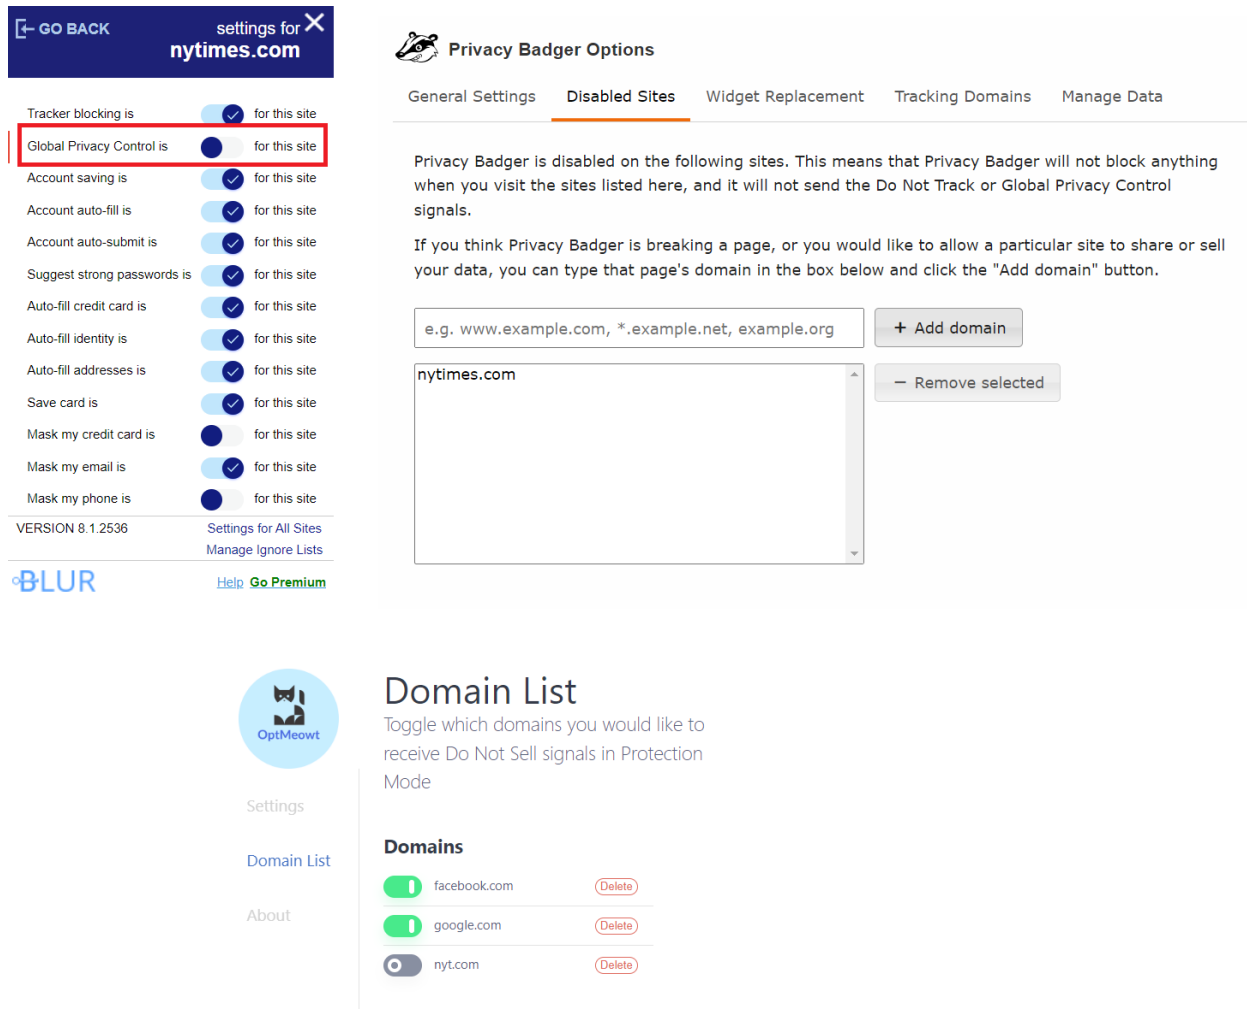 GO BACK
settings for
nytimes.com
Tracker blocking is for this site
Global Privacy Control is for this site
Account saving is for this site
Account auto-fill is for this site
Account auto-submit is for this site
Suggest strong passwords is for this site
Auto-fill credit card is for this site
Auto-fill identity is for this site
Auto-fill addresses is for this site
Save card is for this site
Mask my credit card is for this site
Mask my email is for this site
Mask my phone is for this site
VERSION 8.1.2536 Settings for All Sites
Manage Ignore Lists
BLUR Help Go Premium
Privacy Badger Options
General Settings Disabled Sites Widget Replacement Tracking Domains Manage Data
Privacy Badger is disabled on the following sites. This means that Privacy Badger will not block anything
when you visit the sites listed here, and it will not send the Do Not Track or Global Privacy Control
signals.
If you think Privacy Badger is breaking a page, or you would like to allow a particular site to share or sell
your data, you can type that page's domain in the box below and click the "Add domain" button.
e.g. www.example.com, *.example.net, example.org + Add domain
nytimes.com − Remove selected
OptMeowt
Settings
Domain List
About
Domain List
Toggle which domains you would like to
receive Do Not Sell signals in Protection
Mode
Domains
facebook.com Delete
google.com Delete
nyt.com Delete